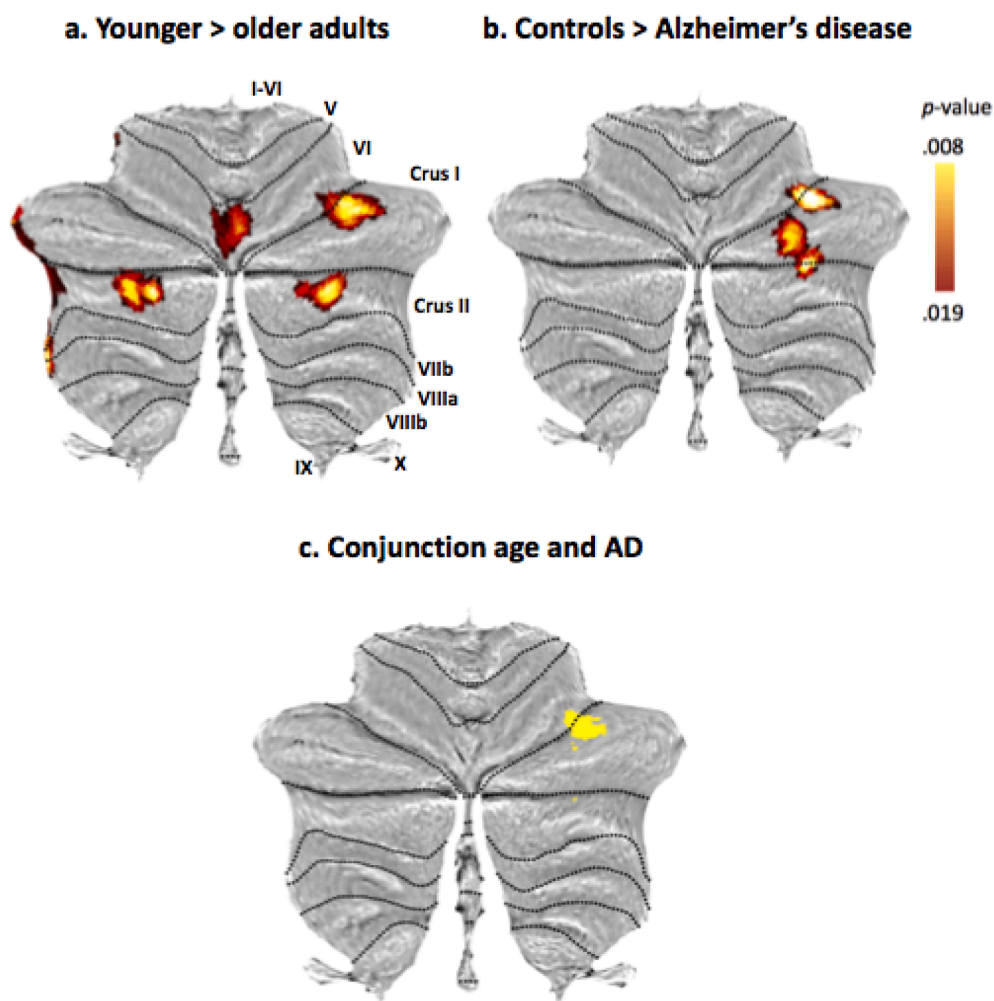 a. Younger > older adults
b. Controls > Alzheimer's disease
I-VI
V
VI
Crus I
Crus II
VIIb
VIIIa
VIIIb
IX
X
p-value
.008
.019
c. Conjunction age and AD